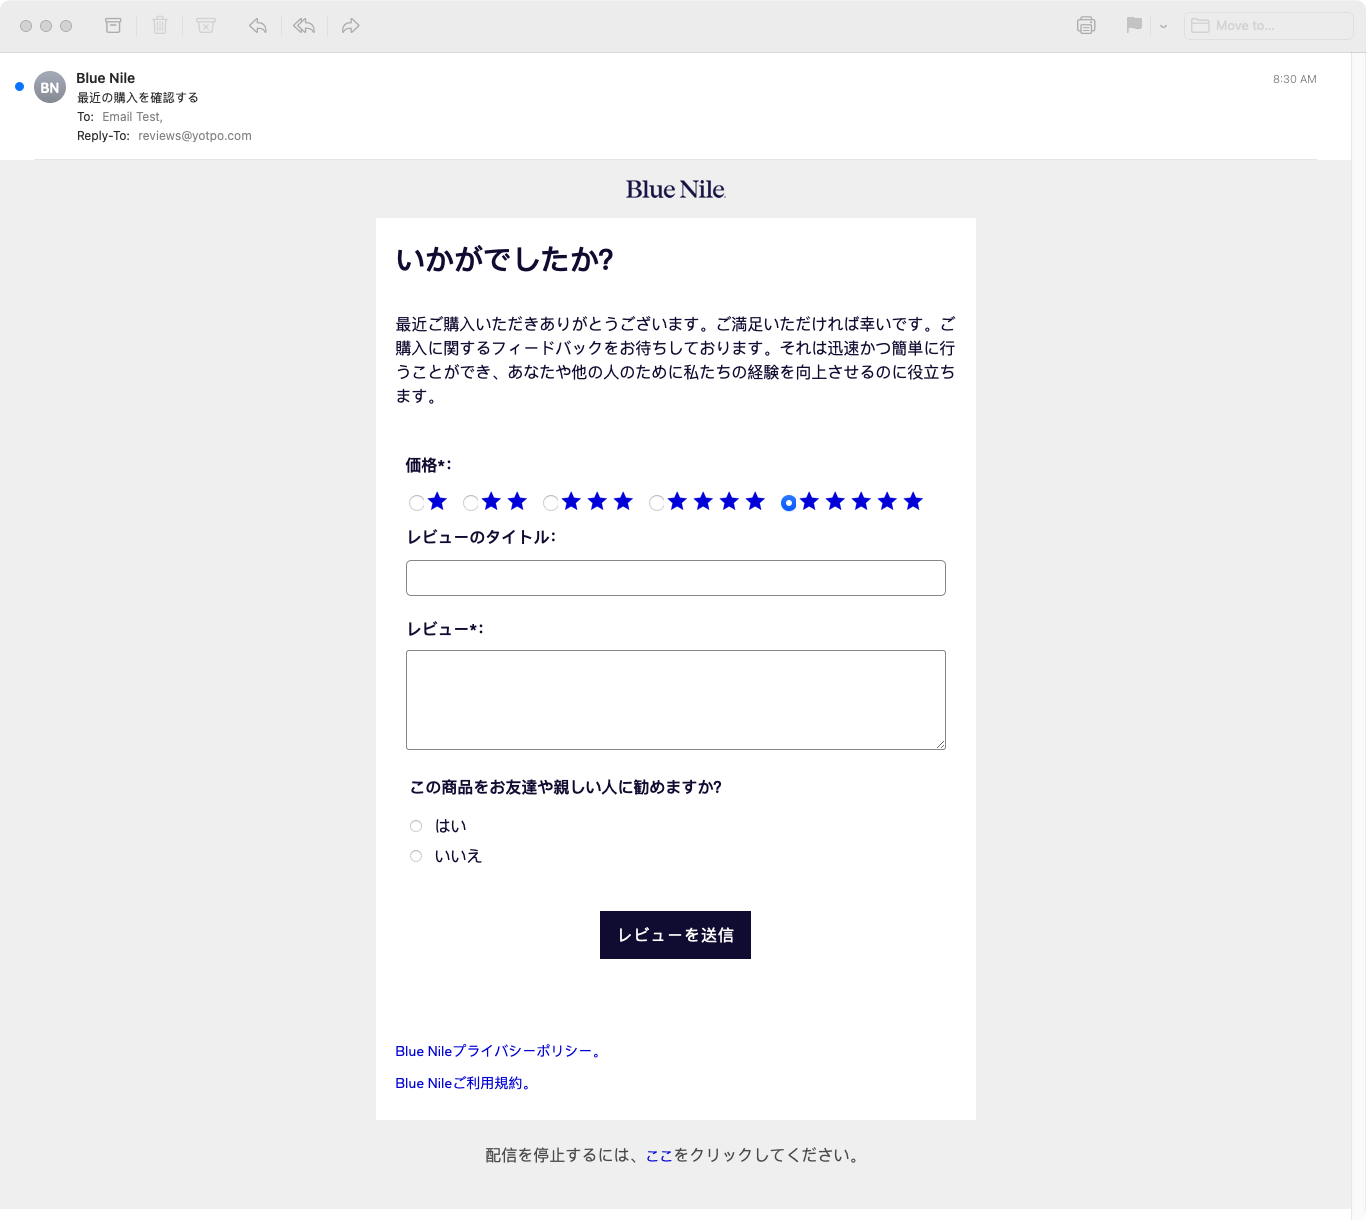 Move to...
BN
Blue Nile
8:30 AM
最近の購入を確認する
To: Email Test,
Reply-To: reviews@yotpo.com
Blue Nile.
いかがでしたか?
最近ご購入いただきありがとうございます。ご満足いただければ幸いです。ご
購入に関するフィードバックをお待ちしております。それは迅速かつ簡単に行
うことができ、あなたや他の人のために私たちの経験を向上させるのに役立ち
ます。
価格*:
レビューのタイトル:
レビュー*:
この商品をお友達や親しい人に勧めますか?
はい
いいえ
レビューを送信
Blue Nileプライバシーポリシー。
Blue Nileご利用規約。
配信を停止するには、ここをクリックしてください。